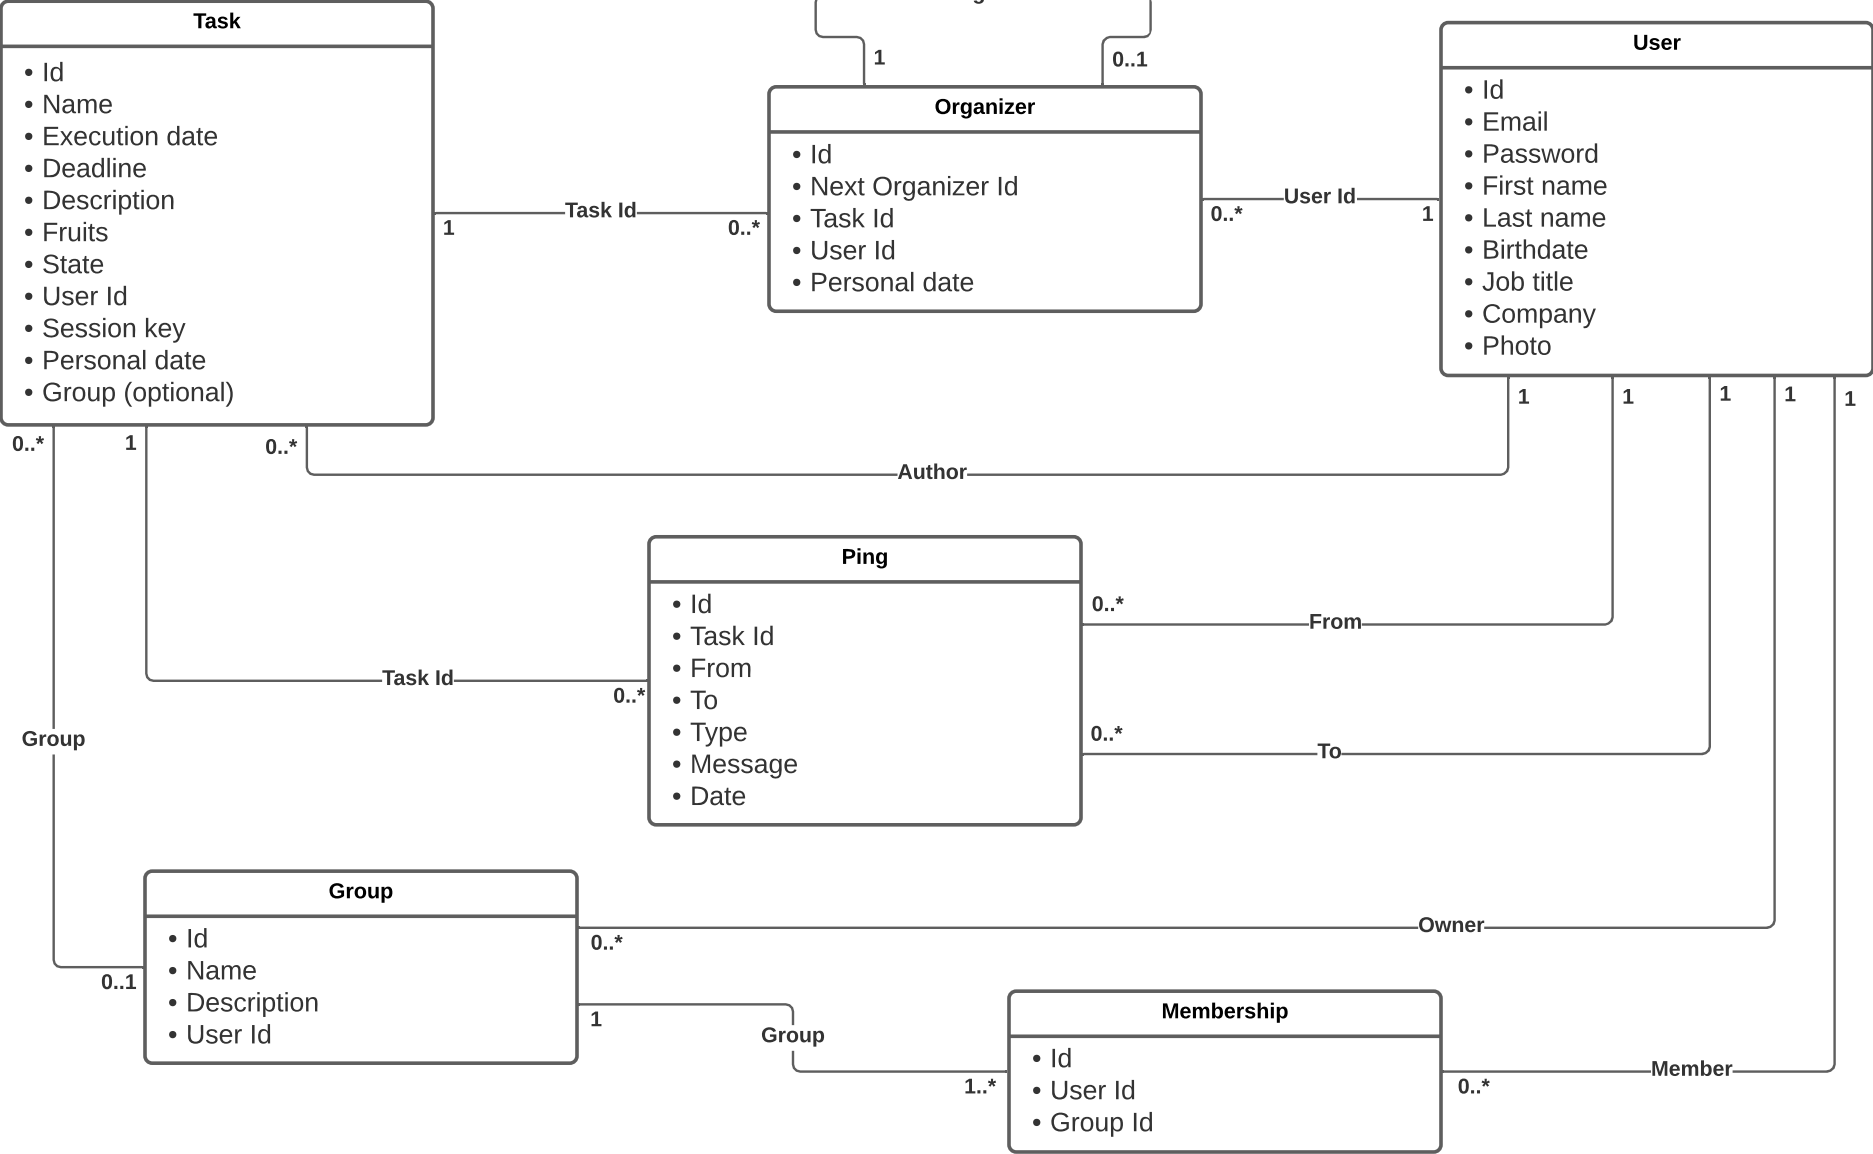 Task
• Id
• Name
• Execution date
• Deadline
• Description
• Fruits
• State
• User Id
• Session key
• Personal date
• Group (optional)
1
0..1
Organizer
• Id
• Next Organizer Id
• Task Id
• User Id
• Personal date
User
• Id
• Email
• Password
• First name
• Last name
• Birthdate
• Job title
• Company
• Photo
1
Task Id
0..*
0..*
User Id
1
0..*
1
0..*
1
1
1
1
1
Author
Ping
• Id
• Task Id
• From
• To
• Type
• Message
• Date
0..*
From
Task Id
0..*
0..*
To
Group
0..1
Group
• Id
• Name
• Description
• User Id
0..*
Owner
1
Group
1..*
Membership
• Id
• User Id
• Group Id
0..*
Member